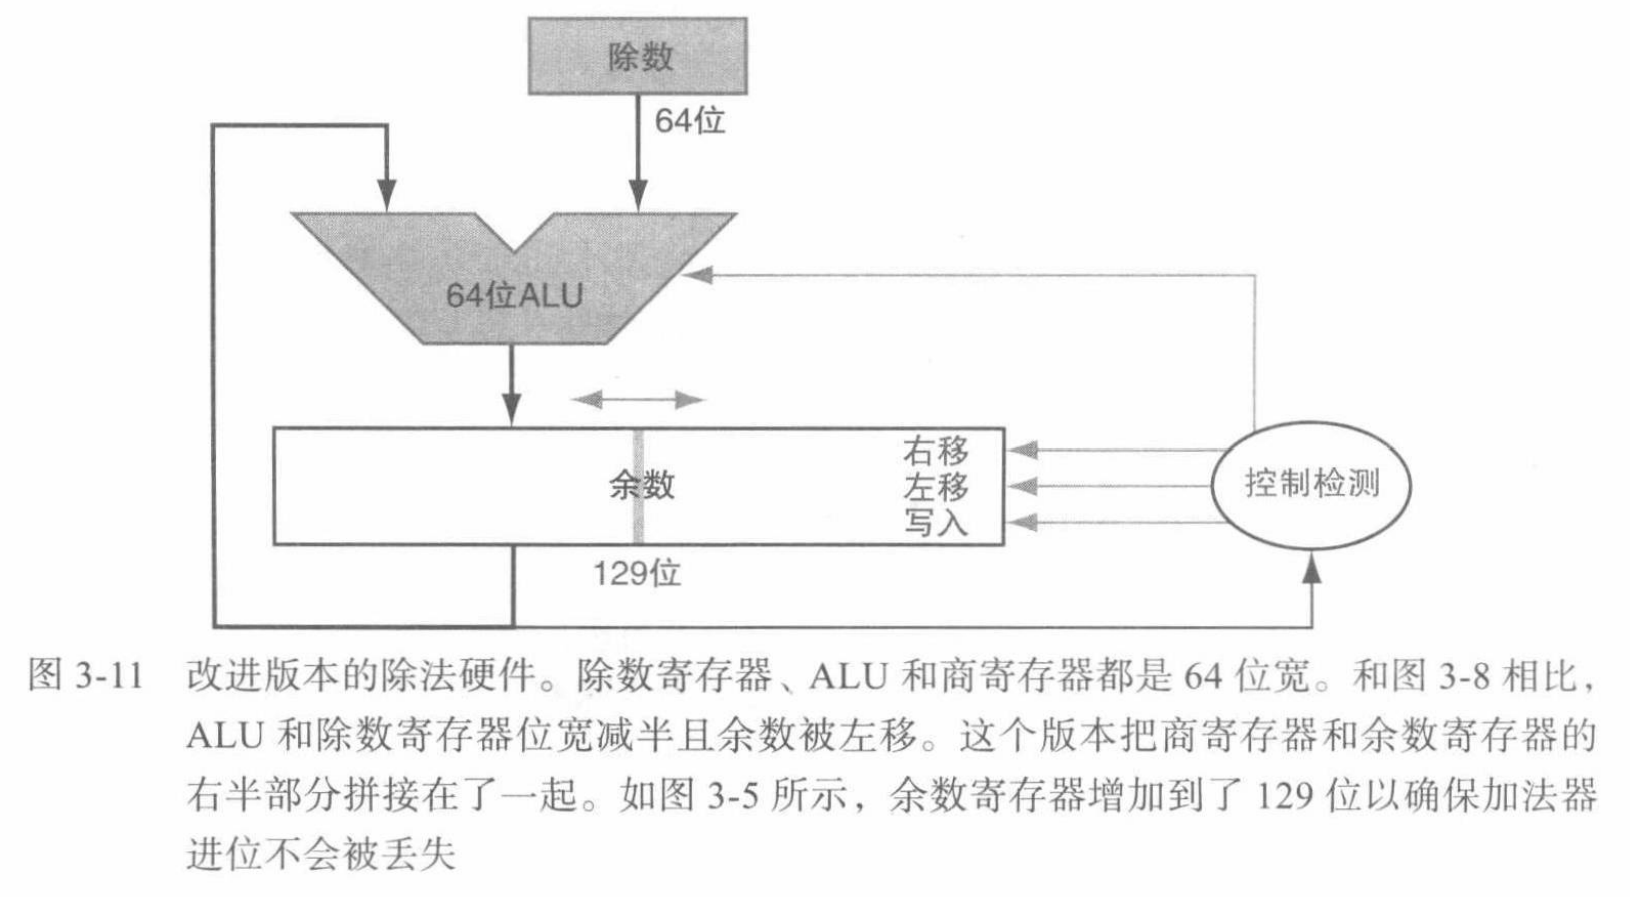 除数
64位
64位ALU
余数
右移
左移
写入
控制检测
129位
图 3-11 改进版本的除法硬件。除数寄存器、ALU 和商寄存器都是 64 位宽。和图 3-8 相比，
ALU 和除数寄存器位宽减半且余数被左移。这个版本把商寄存器和余数寄存器的
右半部分拼接在了一起。如图 3-5 所示，余数寄存器增加到了 129 位以确保加法器
进位不会被丢失